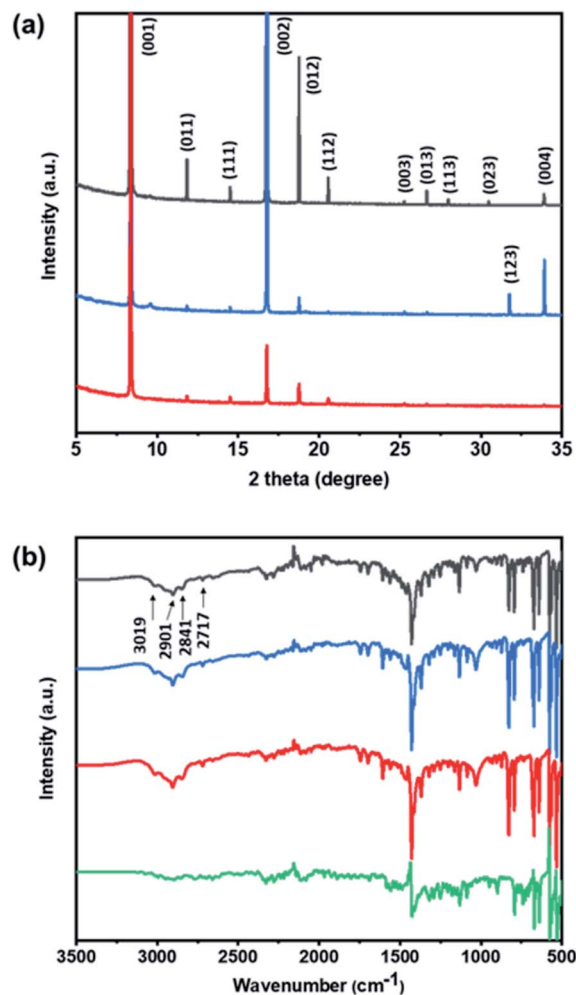 (a)
(001)
(002)
(012)
(011)
(111)
(112)
(003)
(013)
(113)
(023)
(004)
(123)
Intensity (a.u.)
5 10 15 20 25 30 35
2 theta (degree)
(b)
3019
2901
2841
2717
Intensity (a.u.)
3500 3000 2500 2000 1500 1000 500
Wavenumber (cm⁻¹)